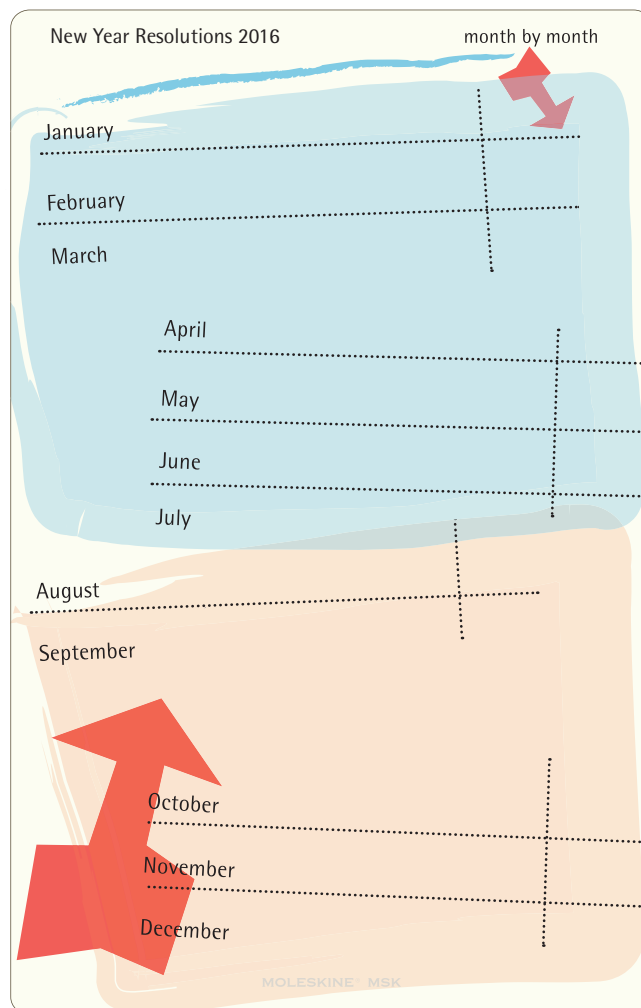 New Year Resolutions 2016
month by month
January
February
March
April
May
June
July
August
September
October
November
December
MOLESKINE® MSK